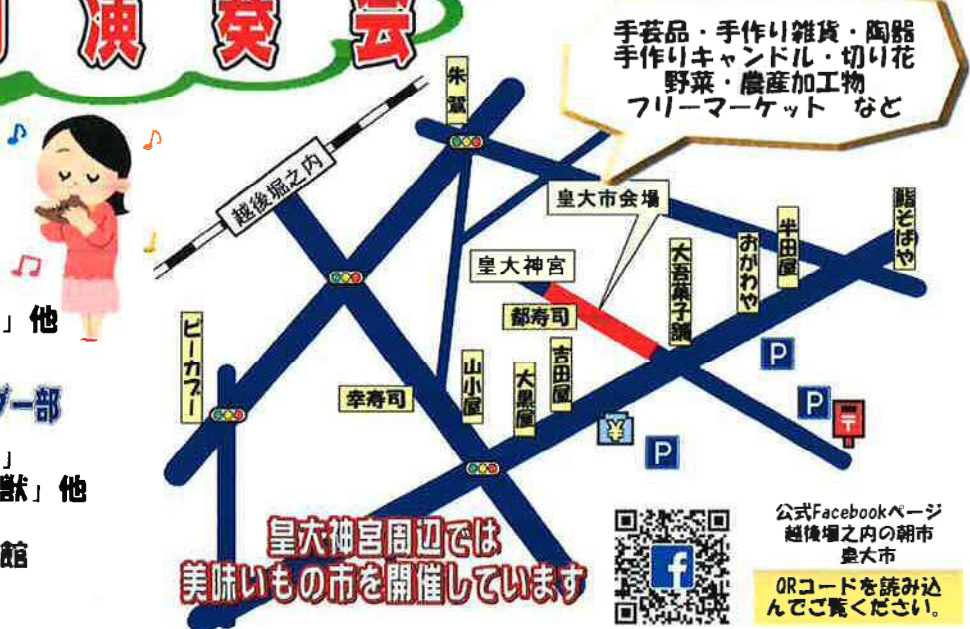 演奏会
手芸品・手作り雑貨・陶器
手作りキャンドル・切り花
野菜・農産加工物
フリーマーケット　など
朱鷺
越後堀之内
皇大市会場
皇大神宮
都寿司
大吾菓子舗
おがわや
半田屋
鮨そばや
ピーカブー
幸寿司
山小屋
大黒屋
吉田屋
¥
P
P
P
〒
」他
ブー部
」
獣」他
館
皇大神宮周辺では
美味いもの市を開催しています
公式Facebookページ
越後堀之内の朝市
皇大市
QRコードを読み込
んでご覧ください。